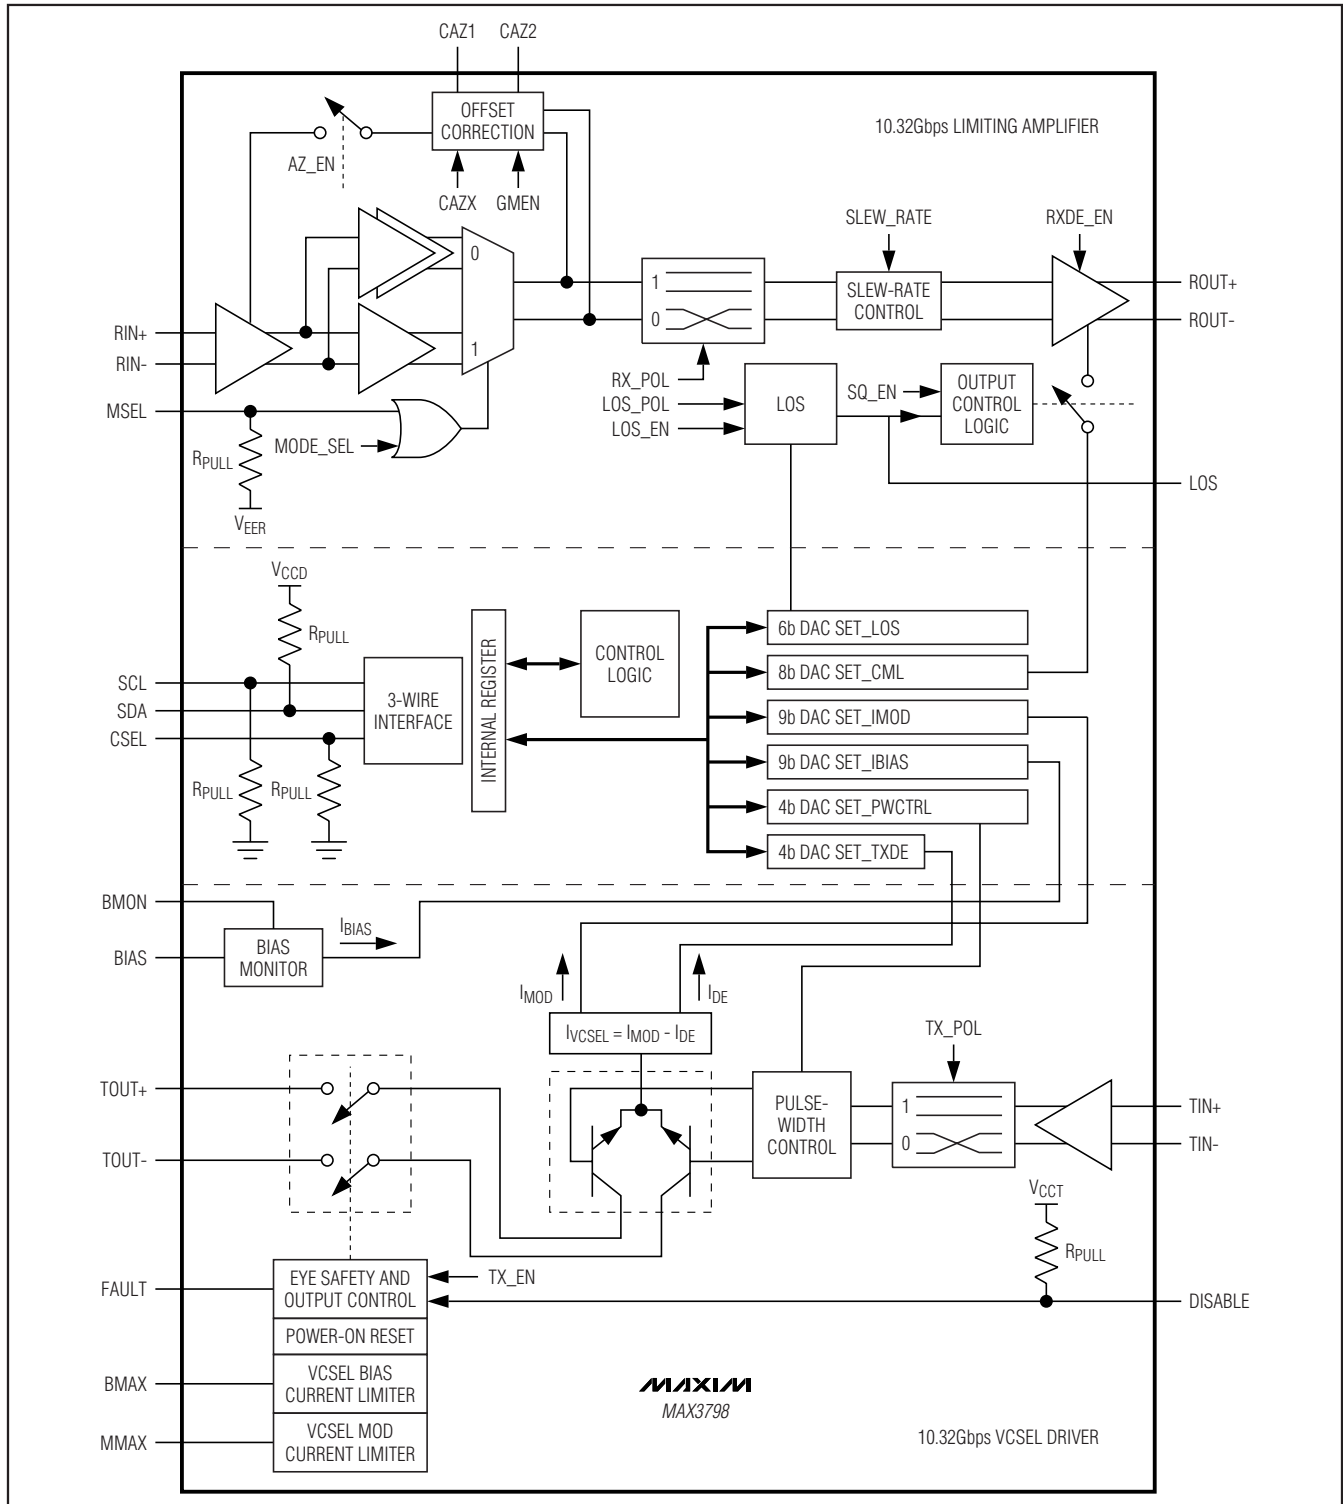 CAZ1 CAZ2
OFFSET
CORRECTION
10.32Gbps LIMITING AMPLIFIER
AZ_EN
CAZX GMEN
SLEW_RATE RXDE_EN
0
1
1
0
SLEW-RATE
CONTROL
ROUT+
ROUT-
RIN+
RIN-
MSEL
RPULL
MODE_SEL
VEER
RX_POL
LOS_POL
LOS_EN
LOS
SQ_EN
OUTPUT
CONTROL
LOGIC
LOS
VCCD
RPULL
SCL
SDA
CSEL
3-WIRE
INTERFACE
RPULL RPULL
INTERNAL REGISTER
CONTROL
LOGIC
6b DAC SET_LOS
8b DAC SET_CML
9b DAC SET_IMOD
9b DAC SET_IBIAS
4b DAC SET_PWCTRL
4b DAC SET_TXDE
BMON
BIAS
BIAS
MONITOR
IBIAS
IMOD IDE
IVCSEL = IMOD - IDE
TX_POL
TOUT+
TOUT-
PULSE-
WIDTH
CONTROL
1
0
TIN+
TIN-
VCCT
RPULL
FAULT
EYE SAFETY AND
OUTPUT CONTROL
TX_EN
DISABLE
POWER-ON RESET
BMAX
VCSEL BIAS
CURRENT LIMITER
MMAX
VCSEL MOD
CURRENT LIMITER
MAXIM
MAX3798
10.32Gbps VCSEL DRIVER